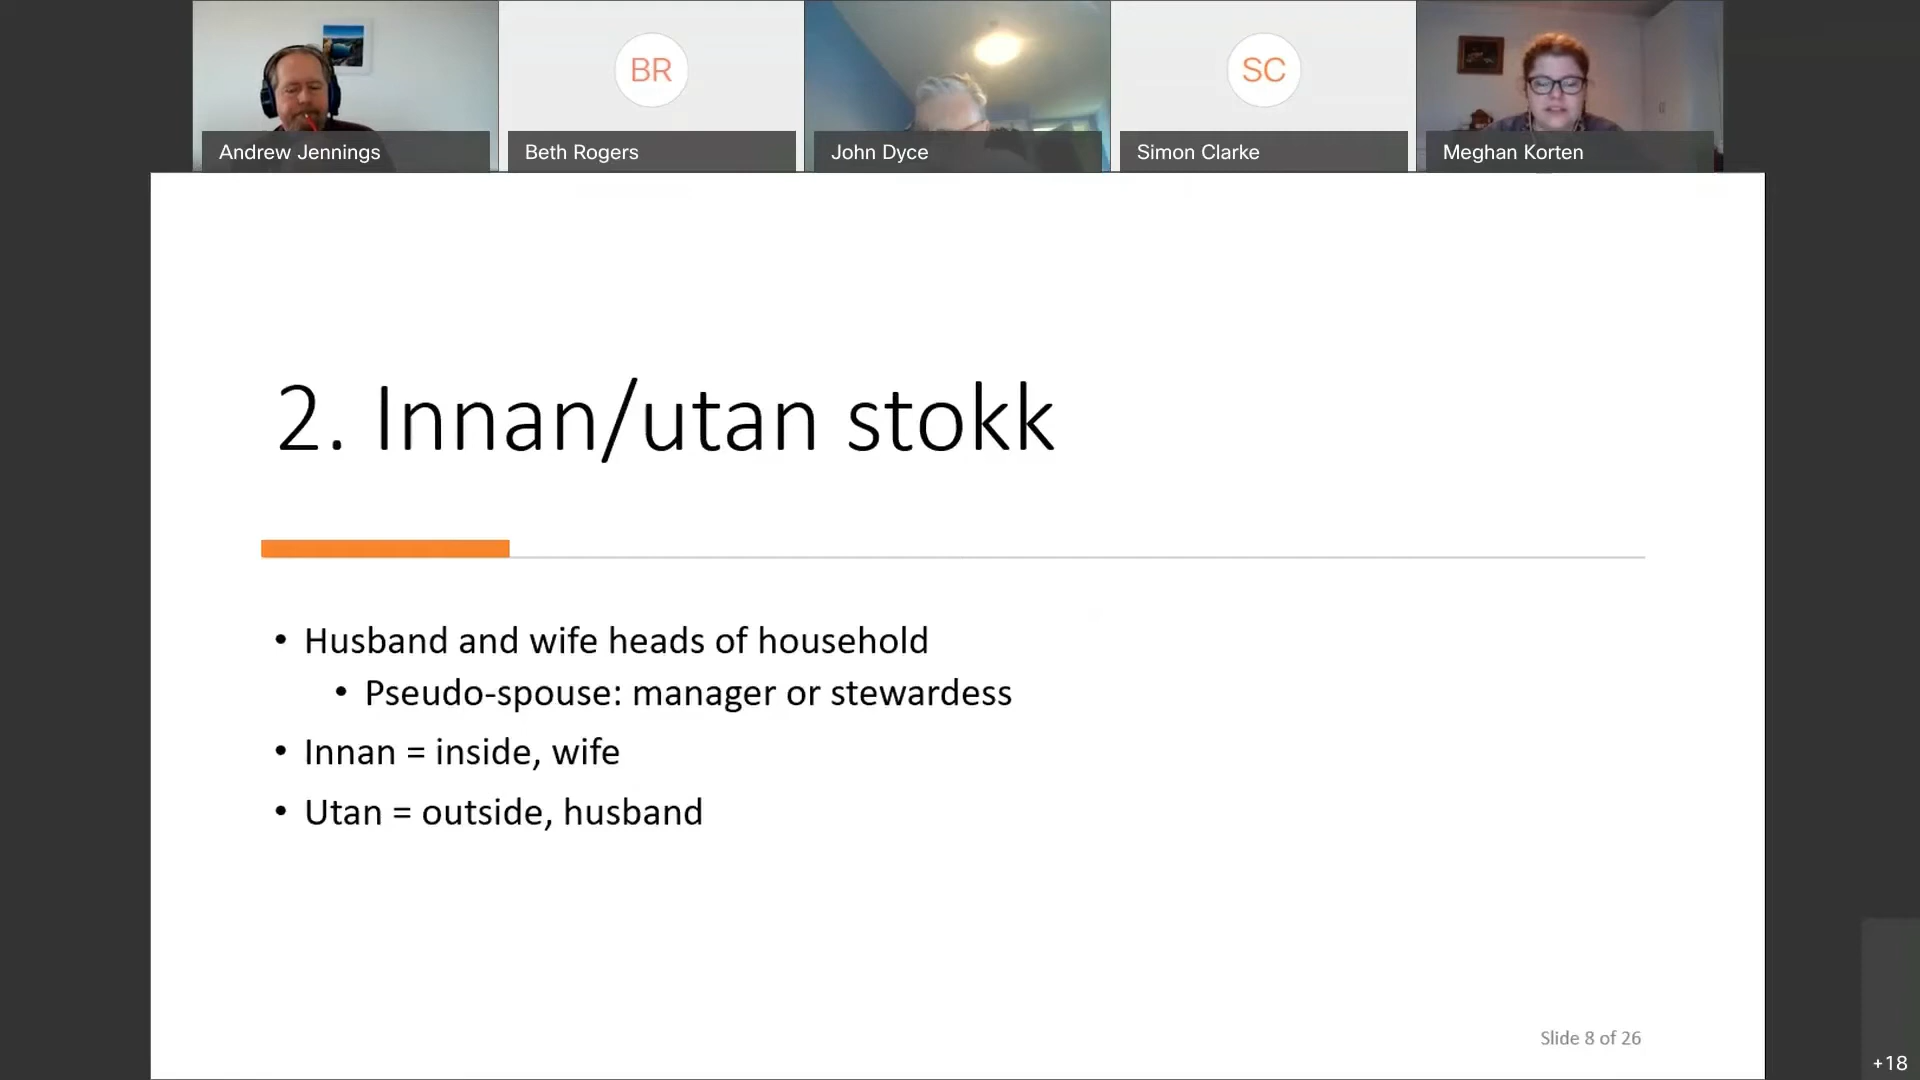 BR
SC
Andrew Jennings
Beth Rogers
John Dyce
Simon Clarke
Meghan Korten
2. Innan/utan stokk
• Husband and wife heads of household
• Pseudo-spouse: manager or stewardess
• Innan = inside, wife
• Utan = outside, husband
Slide 8 of 26
+18